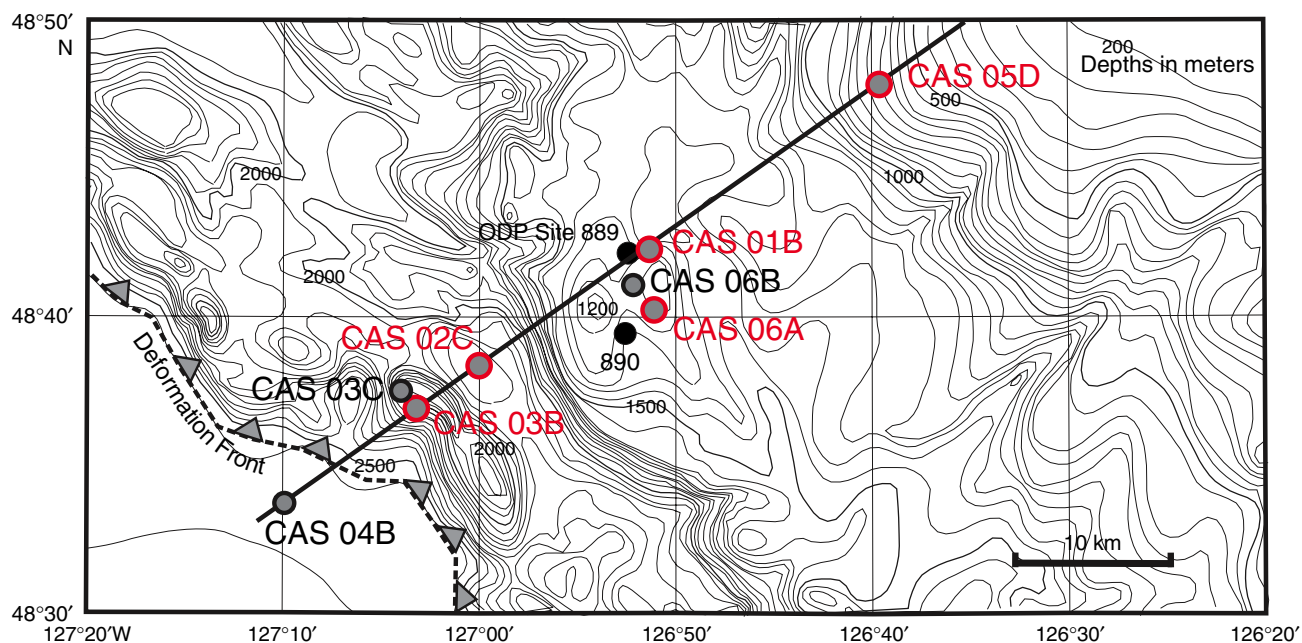 48°50′
N
200
Depths in meters
CAS 05D
500
2000
1000
ODP Site 889
CAS 01B
2000
CAS 06B
1200
48°40′
CAS 02C
CAS 06A
Deformation Front
890
CAS 03C
1500
CAS 03B
2000
2500
CAS 04B
10 km
48°30′
127°20′W
127°10′
127°00′
126°50′
126°40′
126°30′
126°20′